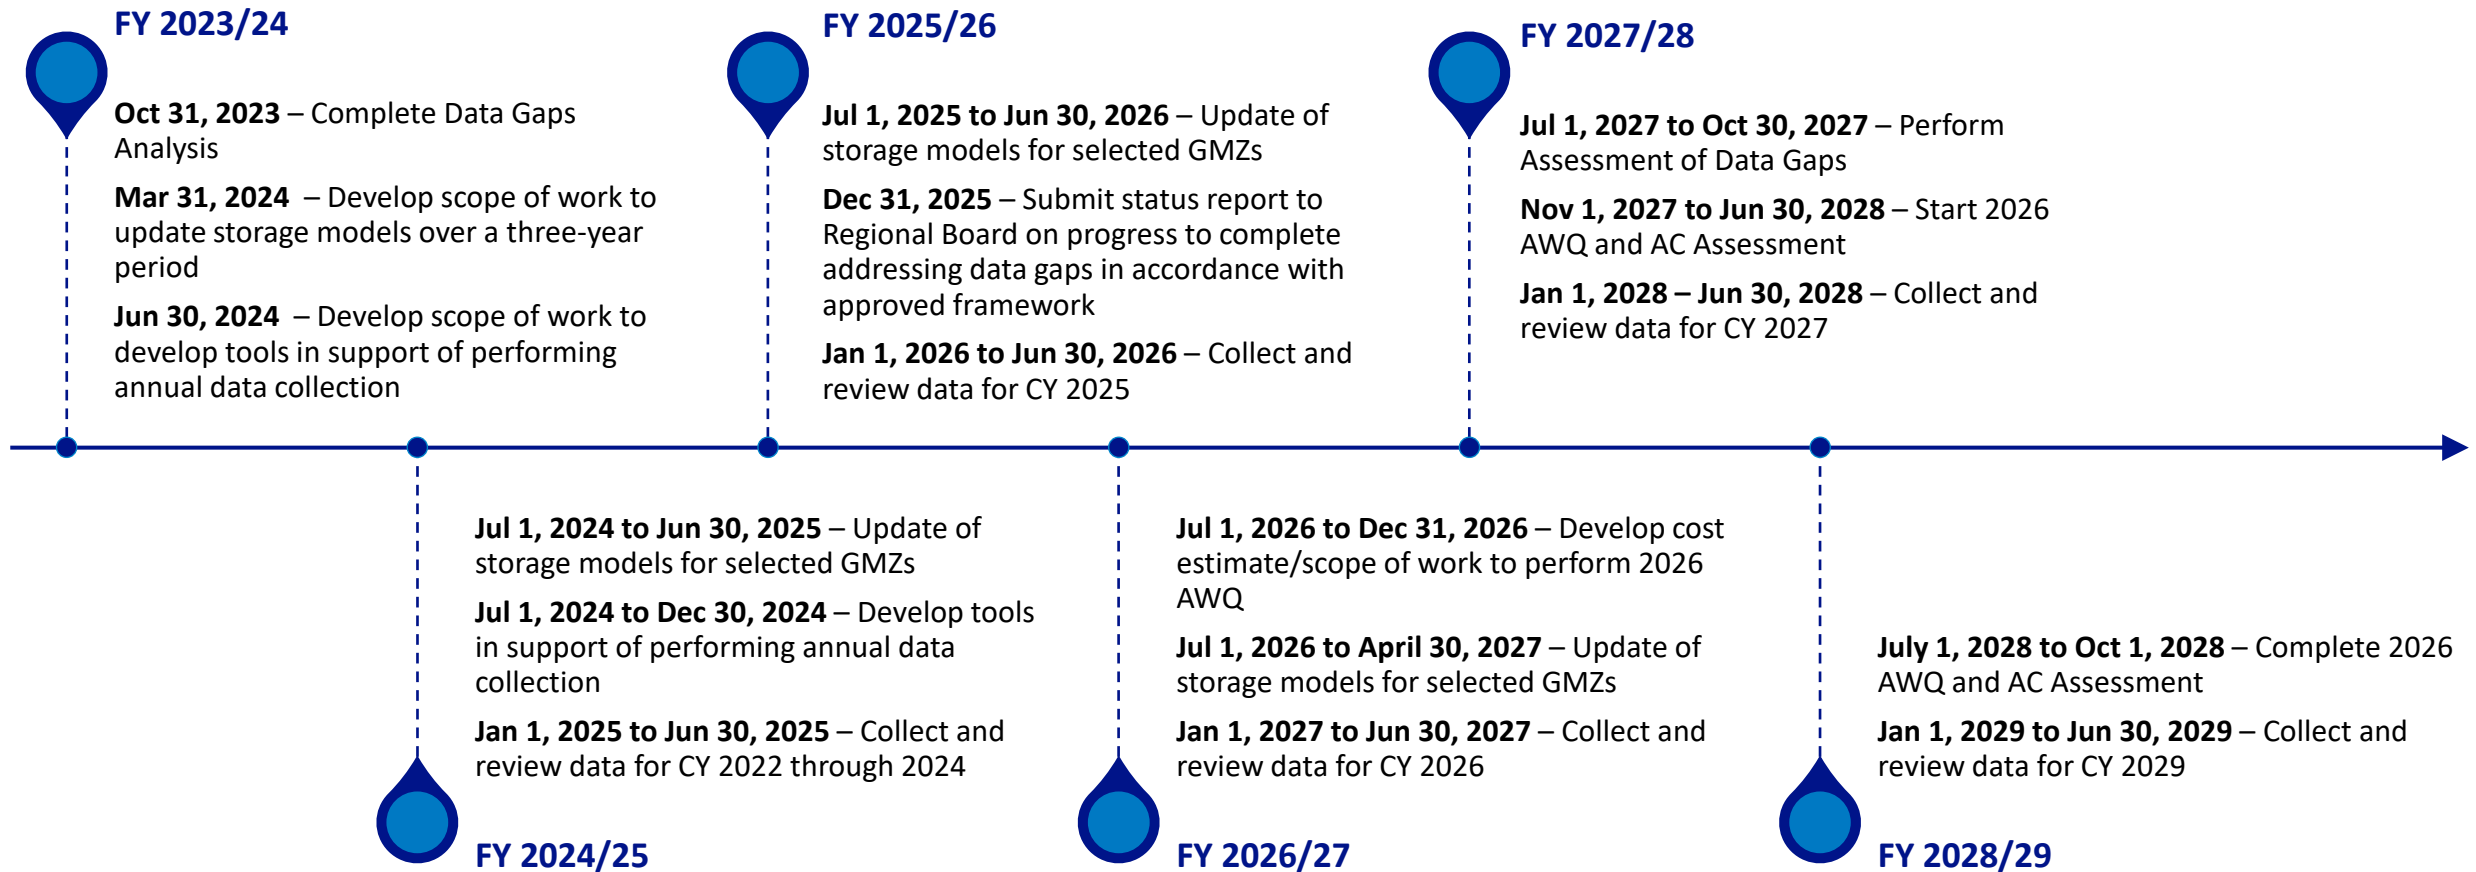 FY 2023/24
Oct 31, 2023 – Complete Data Gaps
Analysis
Mar 31, 2024 – Develop scope of work to
update storage models over a three-year
period
Jun 30, 2024 – Develop scope of work to
develop tools in support of performing
annual data collection
Jul 1, 2024 to Jun 30, 2025 – Update of
storage models for selected GMZs
Jul 1, 2024 to Dec 30, 2024 – Develop tools
in support of performing annual data
collection
Jan 1, 2025 to Jun 30, 2025 – Collect and
review data for CY 2022 through 2024
FY 2024/25
FY 2025/26
Jul 1, 2025 to Jun 30, 2026 – Update of
storage models for selected GMZs
Dec 31, 2025 – Submit status report to
Regional Board on progress to complete
addressing data gaps in accordance with
approved framework
Jan 1, 2026 to Jun 30, 2026 – Collect and
review data for CY 2025
Jul 1, 2026 to Dec 31, 2026 – Develop cost
estimate/scope of work to perform 2026
AWQ
Jul 1, 2026 to April 30, 2027 – Update of
storage models for selected GMZs
Jan 1, 2027 to Jun 30, 2027 – Collect and
review data for CY 2026
FY 2026/27
FY 2027/28
Jul 1, 2027 to Oct 30, 2027 – Perform
Assessment of Data Gaps
Nov 1, 2027 to Jun 30, 2028 – Start 2026
AWQ and AC Assessment
Jan 1, 2028 – Jun 30, 2028 – Collect and
review data for CY 2027
July 1, 2028 to Oct 1, 2028 – Complete 2026
AWQ and AC Assessment
Jan 1, 2029 to Jun 30, 2029 – Collect and
review data for CY 2029
FY 2028/29